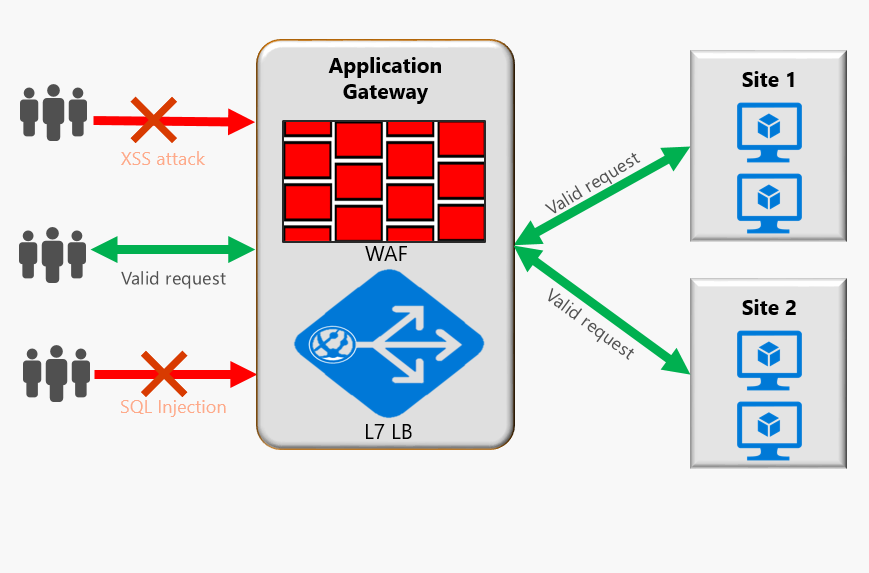 Application
Gateway
XSS attack
Valid request
SQL Injection
WAF
L7 LB
Valid request
Valid request
Site 1
Site 2